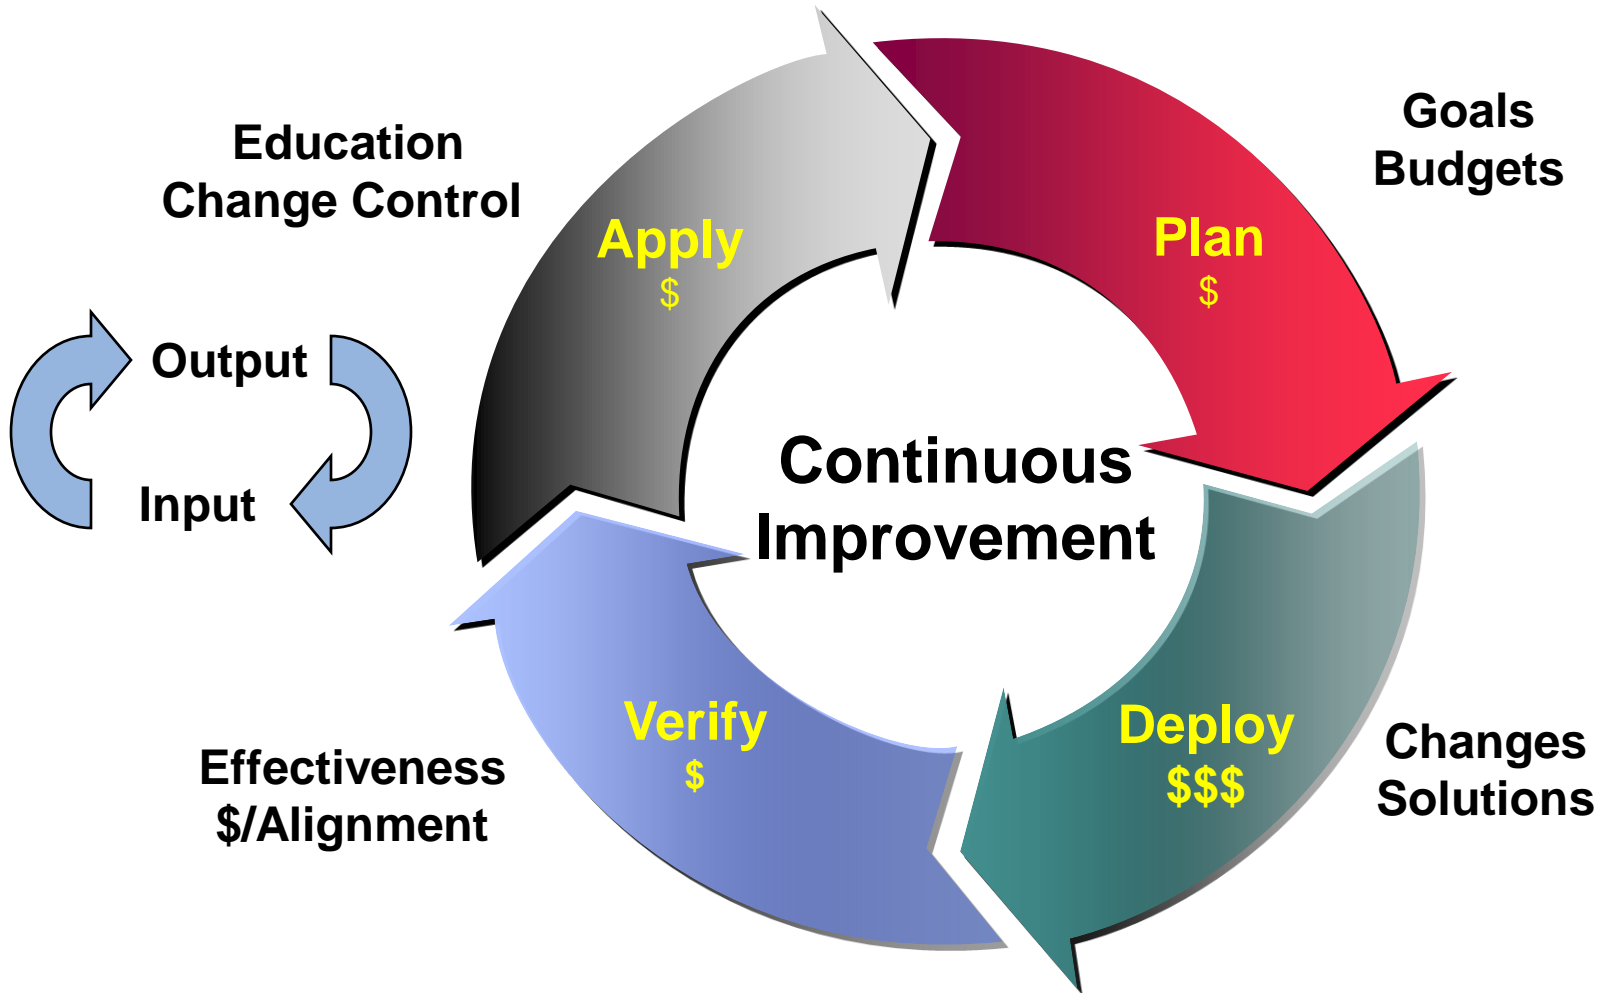 Education
Change Control
Goals
Budgets
Apply
$
Plan
$
Output
Input
Continuous
Improvement
Verify
$
Deploy
$$$
Effectiveness
$/Alignment
Changes
Solutions